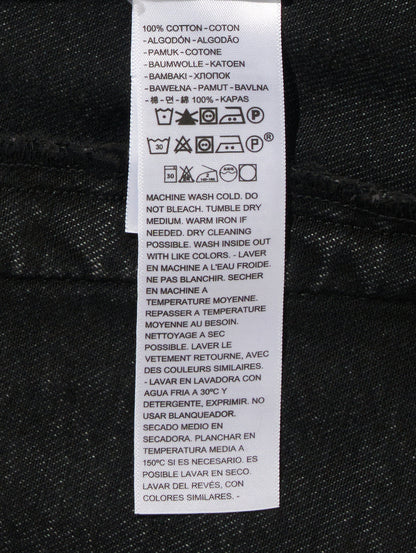 100% COTTON - COTON
- ALGODÓN - ALGODÃO
- PAMUK - COTONE
- BAUMWOLLE - KATOEN
- BAMBAKI - ХЛОПОК
- BAWEŁNA - PAMUT - BAVLNA
- 棉 - 면 - 綿 100% - KAPAS
P
30 P®
30
MACHINE WASH COLD. DO
NOT BLEACH. TUMBLE DRY
MEDIUM. WARM IRON IF
NEEDED. DRY CLEANING
POSSIBLE. WASH INSIDE OUT
WITH LIKE COLORS. - LAVER
EN MACHINE A L'EAU FROIDE.
NE PAS BLANCHIR. SECHER
EN MACHINE A
TEMPERATURE MOYENNE.
REPASSER A TEMPERATURE
MOYENNE AU BESOIN.
NETTOYAGE A SEC
POSSIBLE. LAVER LE
VETEMENT RETOURNE, AVEC
DES COULEURS SIMILAIRES.
- LAVAR EN LAVADORA CON
AGUA FRIA A 30ºC Y
DETERGENTE, EXPRIMIR. NO
USAR BLANQUEADOR.
SECADO MEDIO EN
SECADORA. PLANCHAR EN
TEMPERATURA MEDIA A
150ºC SI ES NECESARIO. ES
POSIBLE LAVAR EN SECO.
LAVAR DEL REVÉS, CON
COLORES SIMILARES. -